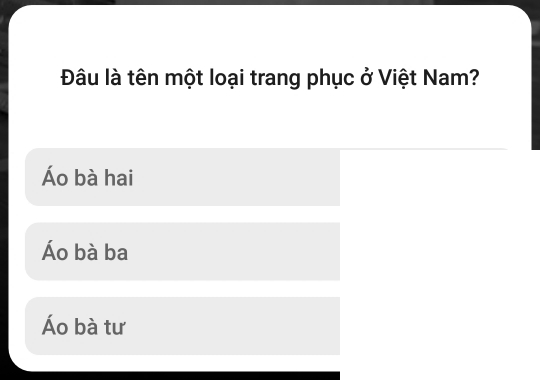 Đâu là tên một loại trang phục ở Việt Nam?
Áo bà hai
Áo bà ba
Áo bà tư